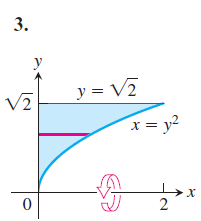 3.
y
y = √2
√2
x = y²
0
2
x